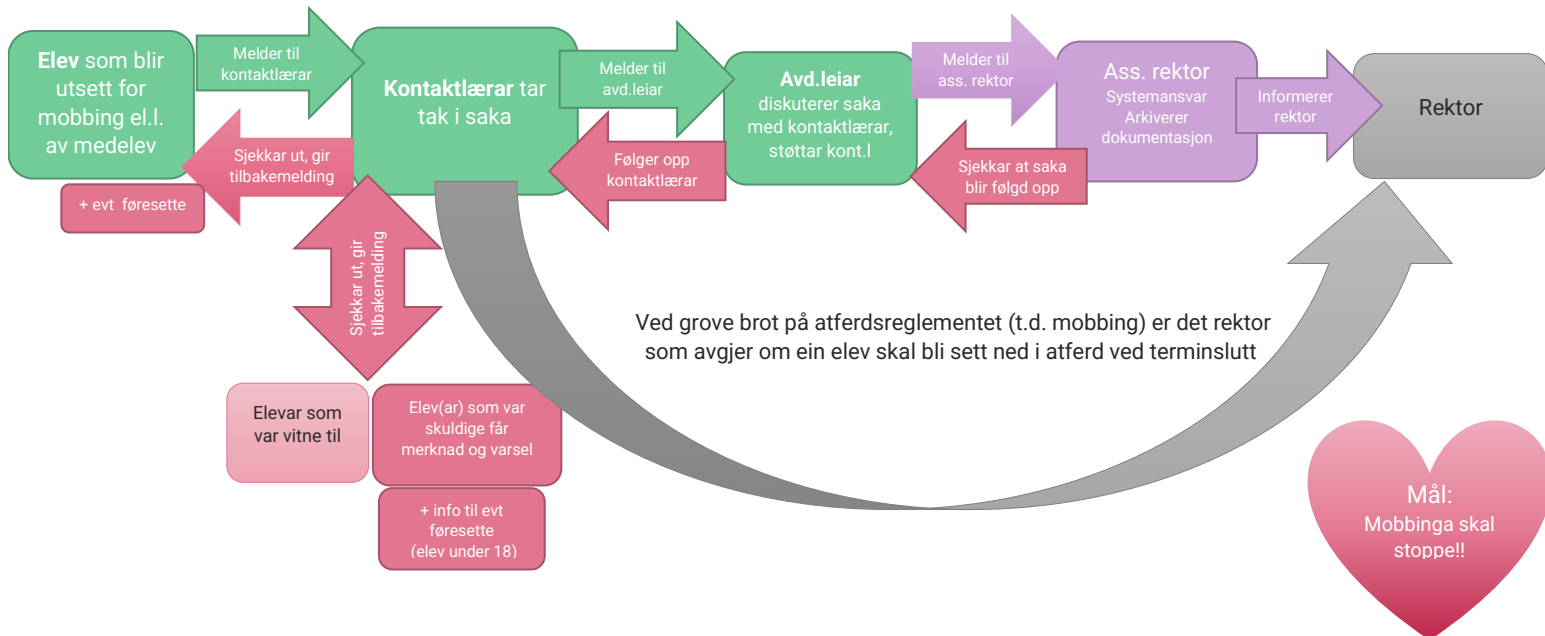 Elev som blir
utsett for
mobbing el.l.
av medelev
Melder til
kontaktlærar
Sjekkar ut, gir
tilbakemelding
+ evt føresette
Kontaktlærar tar
tak i saka
Melder til
avd.leiar
Følger opp
kontaktlærar
Avd.leiar
diskuterer saka
med kontaktlærar,
støttar kont.l
Melder til
ass. rektor
Sjekkar at saka
blir følgd opp
Ass. rektor
Systemansvar
Arkiverer
dokumentasjon
Informerer
rektor
Rektor
Sjekkar ut, gir
tilbakemelding
Ved grove brot på atferdsreglementet (t.d. mobbing) er det rektor
som avgjer om ein elev skal bli sett ned i atferd ved terminslutt
Elevar som
var vitne til
Elev(ar) som var
skuldige får
merknad og varsel
+ info til evt
føresette
(elev under 18)
Mål:
Mobbinga skal
stoppe!!